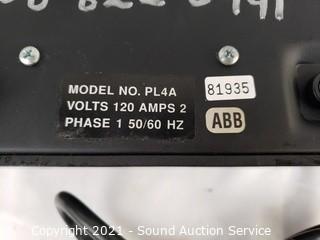 MODEL NO. PL4A
VOLTS 120 AMPS 2
PHASE 1 50/60 HZ
81935
ABB
Copyright 2021 - Sound Auction Service